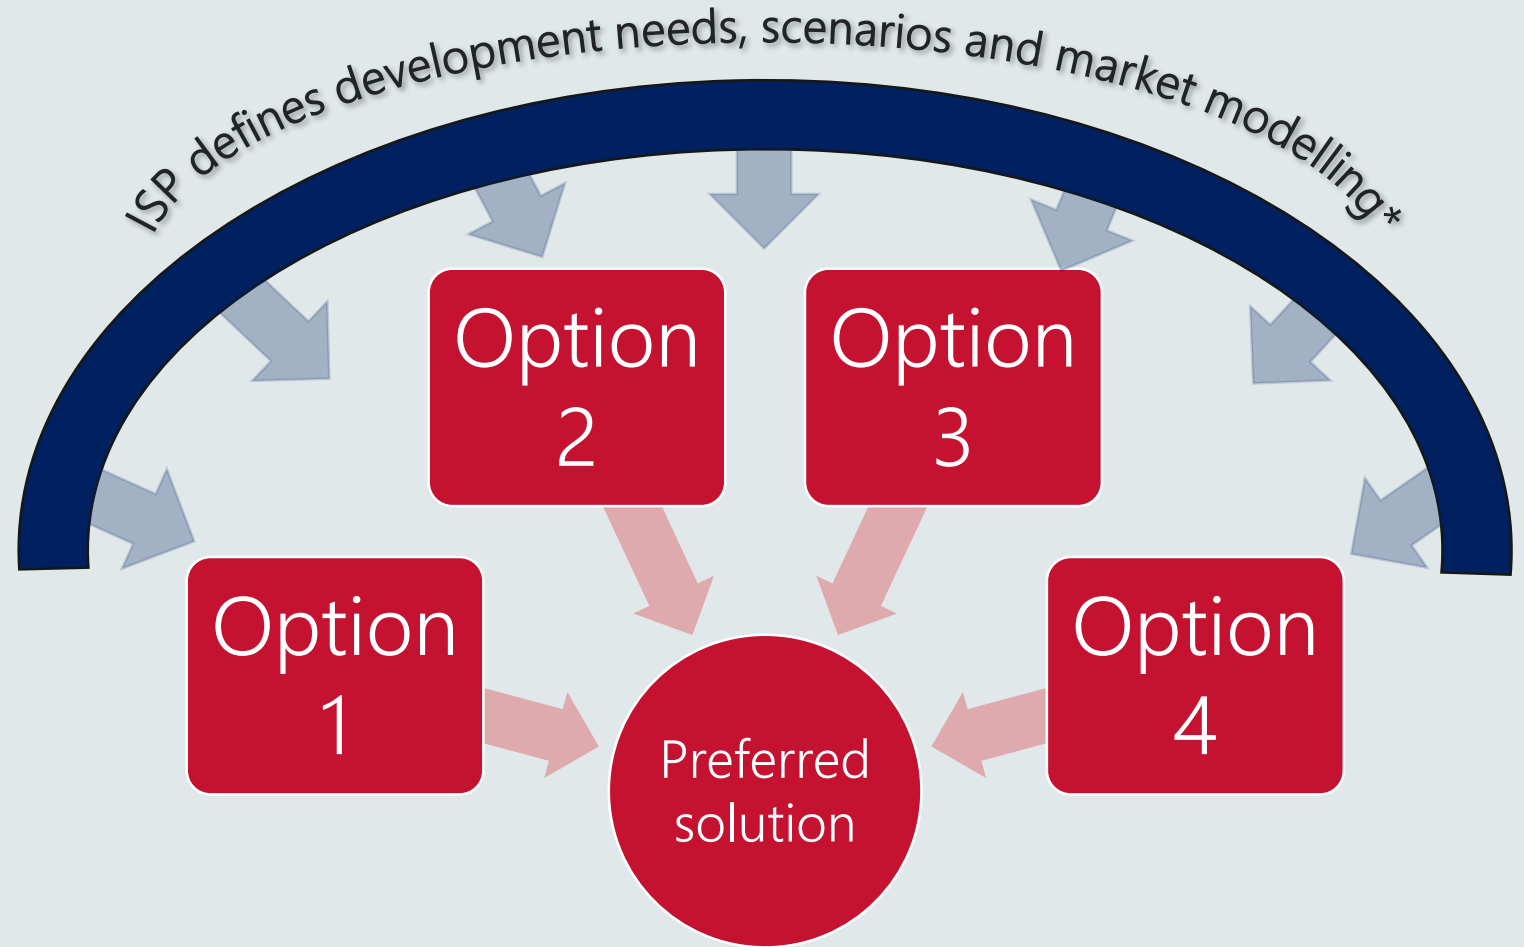 ISP defines development needs, scenarios and market modelling*
Option
2
Option
3
Option
1
Option
4
Preferred
solution